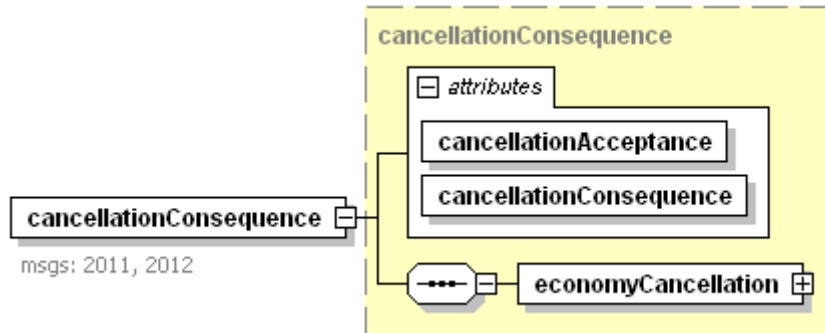 cancellationConsequence
attributes
cancellationAcceptance
cancellationConsequence
cancellationConsequence
msgs: 2011, 2012
economyCancellation